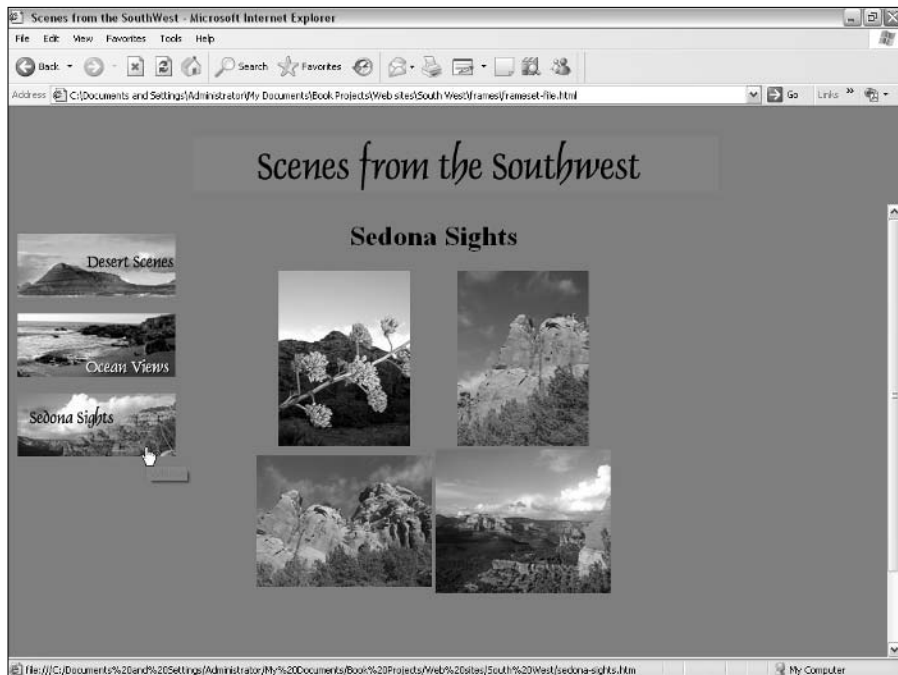 Scenes from the SouthWest - Microsoft Internet Explorer
File Edit View Favorites Tools Help
Back Search Favorites
Address C:\Documents and Settings\Administrator\My Documents\Book Projects\Web sites\South West\frames\frameset-file.html Go Links »
Scenes from the Southwest
Sedona Sights
Desert Scenes
Ocean Views
Sedona Sights
file:///C:/Documents%20and%20Settings/Administrator/My%20Documents/Book%20Projects/Web%20sites/South%20West/sedona-sights.htm My Computer